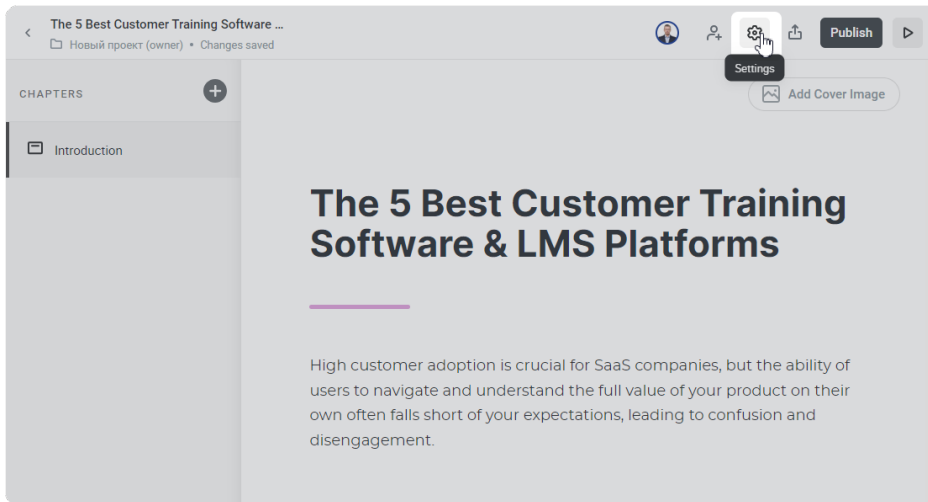 The 5 Best Customer Training Software ...
Новый проект (owner) • Changes saved
Publish
Settings
CHAPTERS
Add Cover Image
Introduction
The 5 Best Customer Training
Software & LMS Platforms
High customer adoption is crucial for SaaS companies, but the ability of
users to navigate and understand the full value of your product on their
own often falls short of your expectations, leading to confusion and
disengagement.